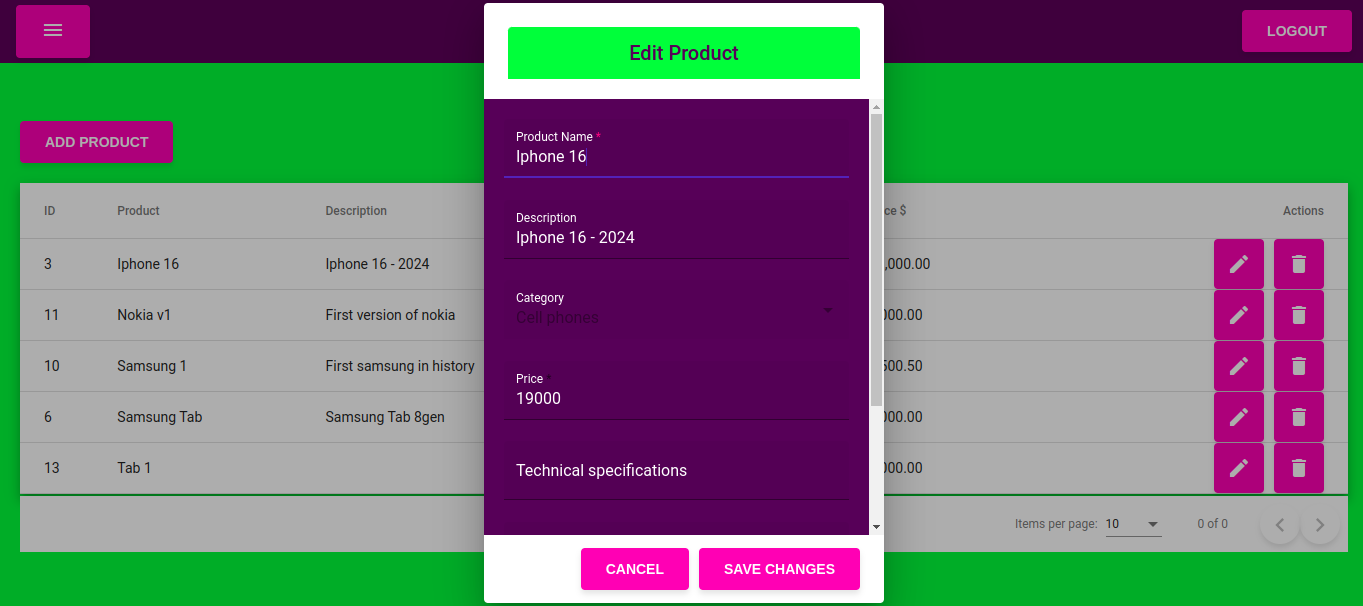 LOGOUT
Edit Product
ADD PRODUCT
Product Name *
Iphone 16
Description
Iphone 16 - 2024
Category
Cell phones
Price *
19000
Technical specifications
CANCEL
SAVE CHANGES
ID Product Description ce $ Actions
3 Iphone 16 Iphone 16 - 2024 ,000.00
11 Nokia v1 First version of nokia 000.00
10 Samsung 1 First samsung in history 500.50
6 Samsung Tab Samsung Tab 8gen 000.00
13 Tab 1 000.00
Items per page: 10 0 of 0